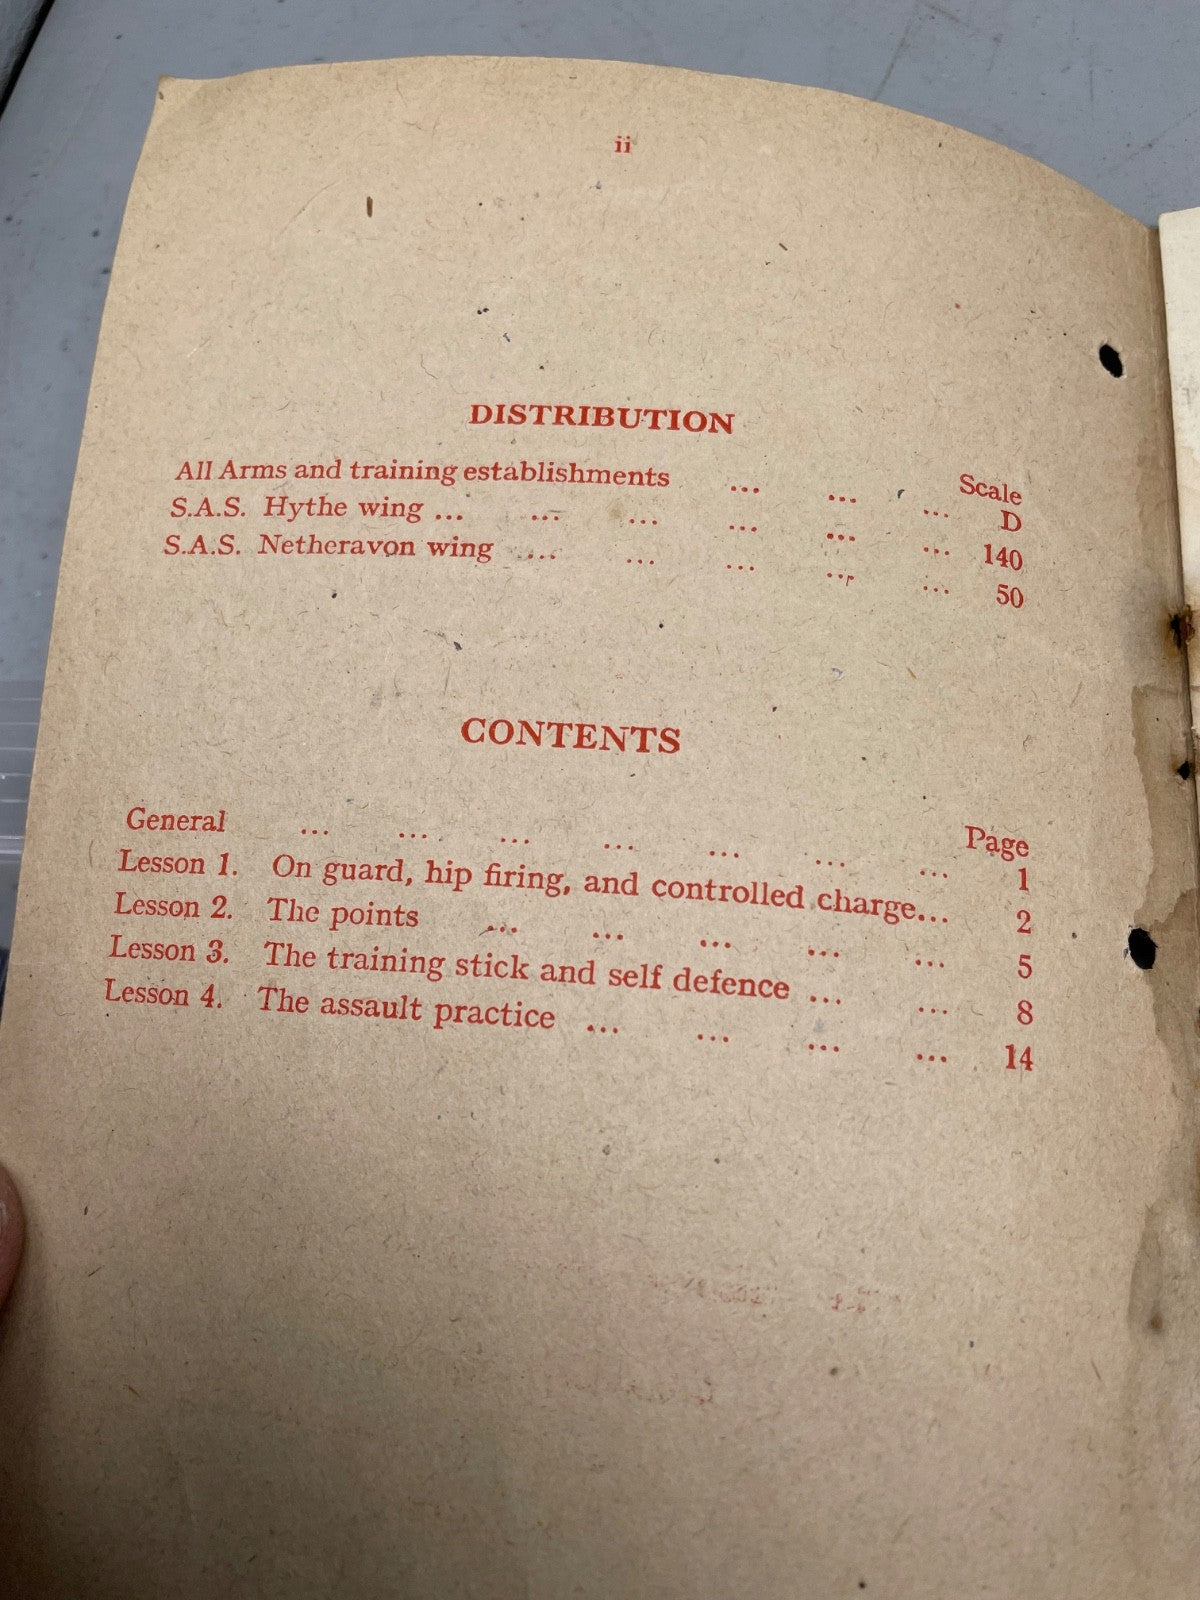 ii
DISTRIBUTION
Scale
All Arms and training establishments ... ... ... D
S.A.S. Hythe wing ... ... ... ... ... ... 140
S.A.S. Netheravon wing ... ... ... ... ... 50
CONTENTS
Page
General ... ... ... ... ... ... ... 1
Lesson 1. On guard, hip firing, and controlled charge... 2
Lesson 2. The points ... ... ... ... ... 5
Lesson 3. The training stick and self defence ... ... 8
Lesson 4. The assault practice ... ... ... ... 14